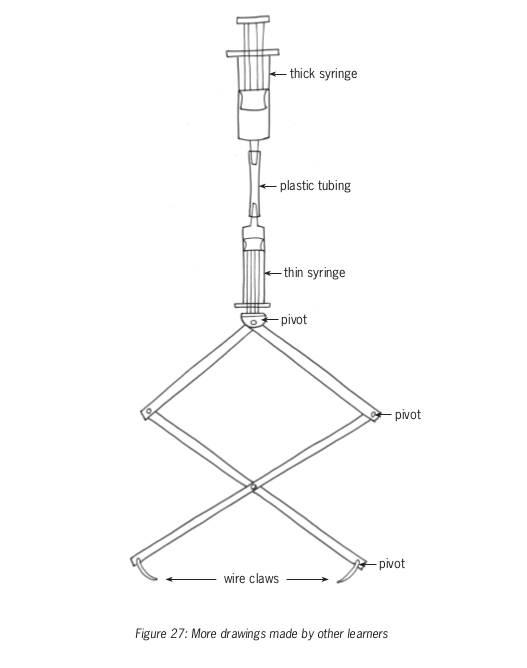 thick syringe
plastic tubing
thin syringe
pivot
pivot
pivot
wire claws
Figure 27: More drawings made by other learners